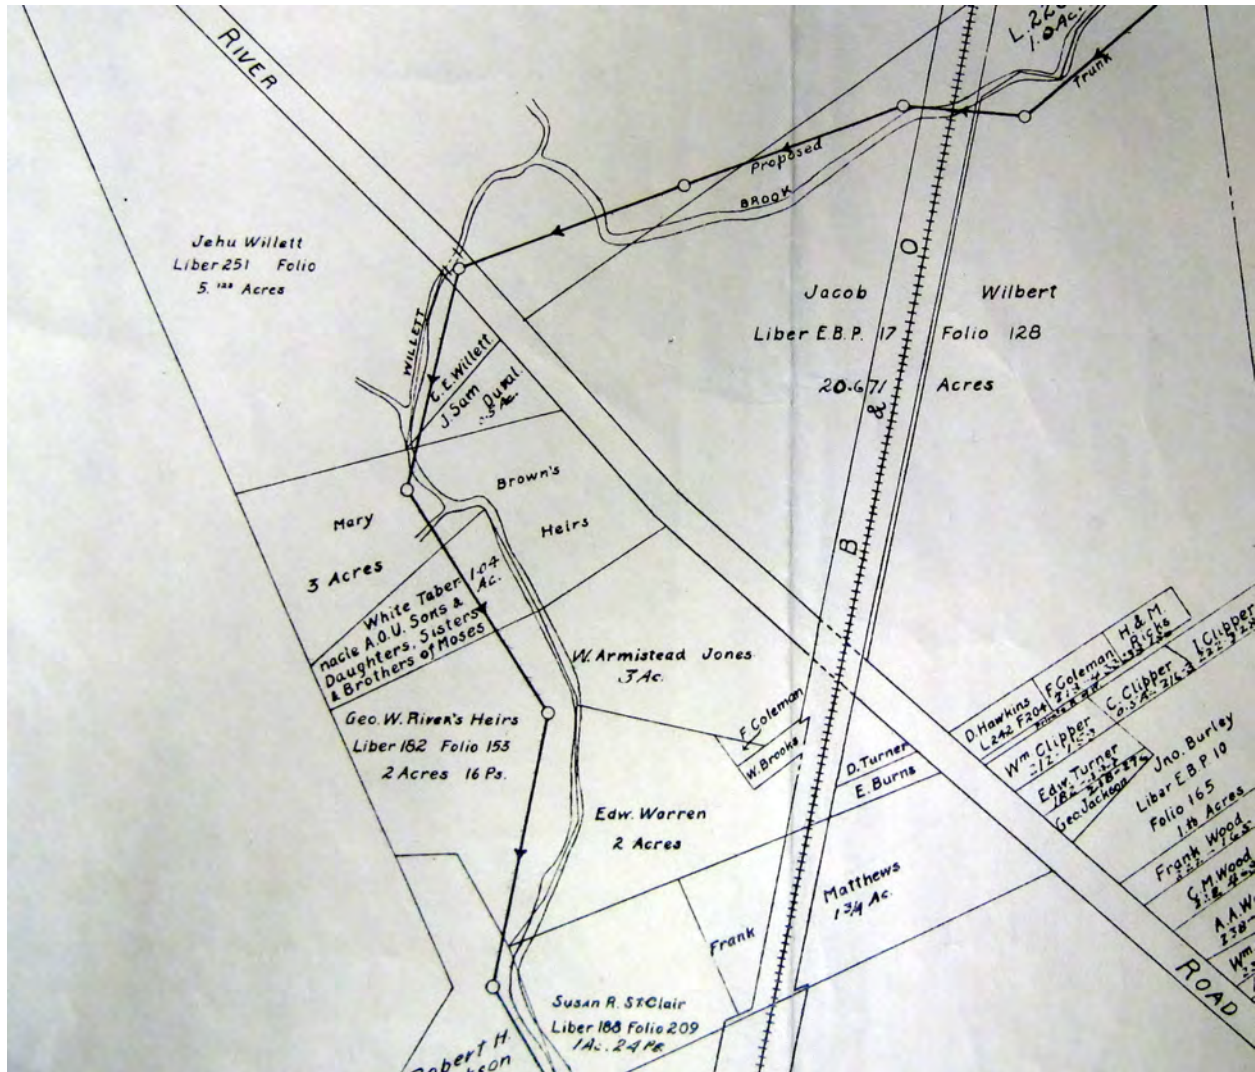 RIVER
1.0 Ac.
Trunk
Proposed
BROOK
Jehu Willett
Liber 251 Folio
5. Acres
WILLETT
E.E. Willett
J. Sam Duval.
.5 Ac.
Jacob Wilbert
Liber E.B.P. 17 Folio 128
20.671 Acres
B & O
Mary Brown's
Heirs
3 Acres
White Taber 1.04
nacle A.O.U. Sons & Ac.
Daughters, Sisters
& Brothers of Moses
W. Armistead Jones
3 Ac.
F. Coleman
W. Brooks
D. Turner
E. Burns
Geo. W. River's Heirs
Liber 182 Folio 153
2 Acres 16 Ps.
Edw. Warren
2 Acres
Frank Matthews
1 3/4 Ac.
Susan R. St. Clair
Liber 188 Folio 209
1 Ac. 24 Ps.
Robert H.
D. Hawkins
L242 F204
F. Coleman
H. & M.
Ricks
Wm. Clipper
C. Clipper
I. Clipper
Edw. Turner
Geo. Jackson
Jno. Burley
Liber E B P 10
Folio 165
Acres
Frank Wood
C. M. Wood
A. A. W
Wm
ROAD